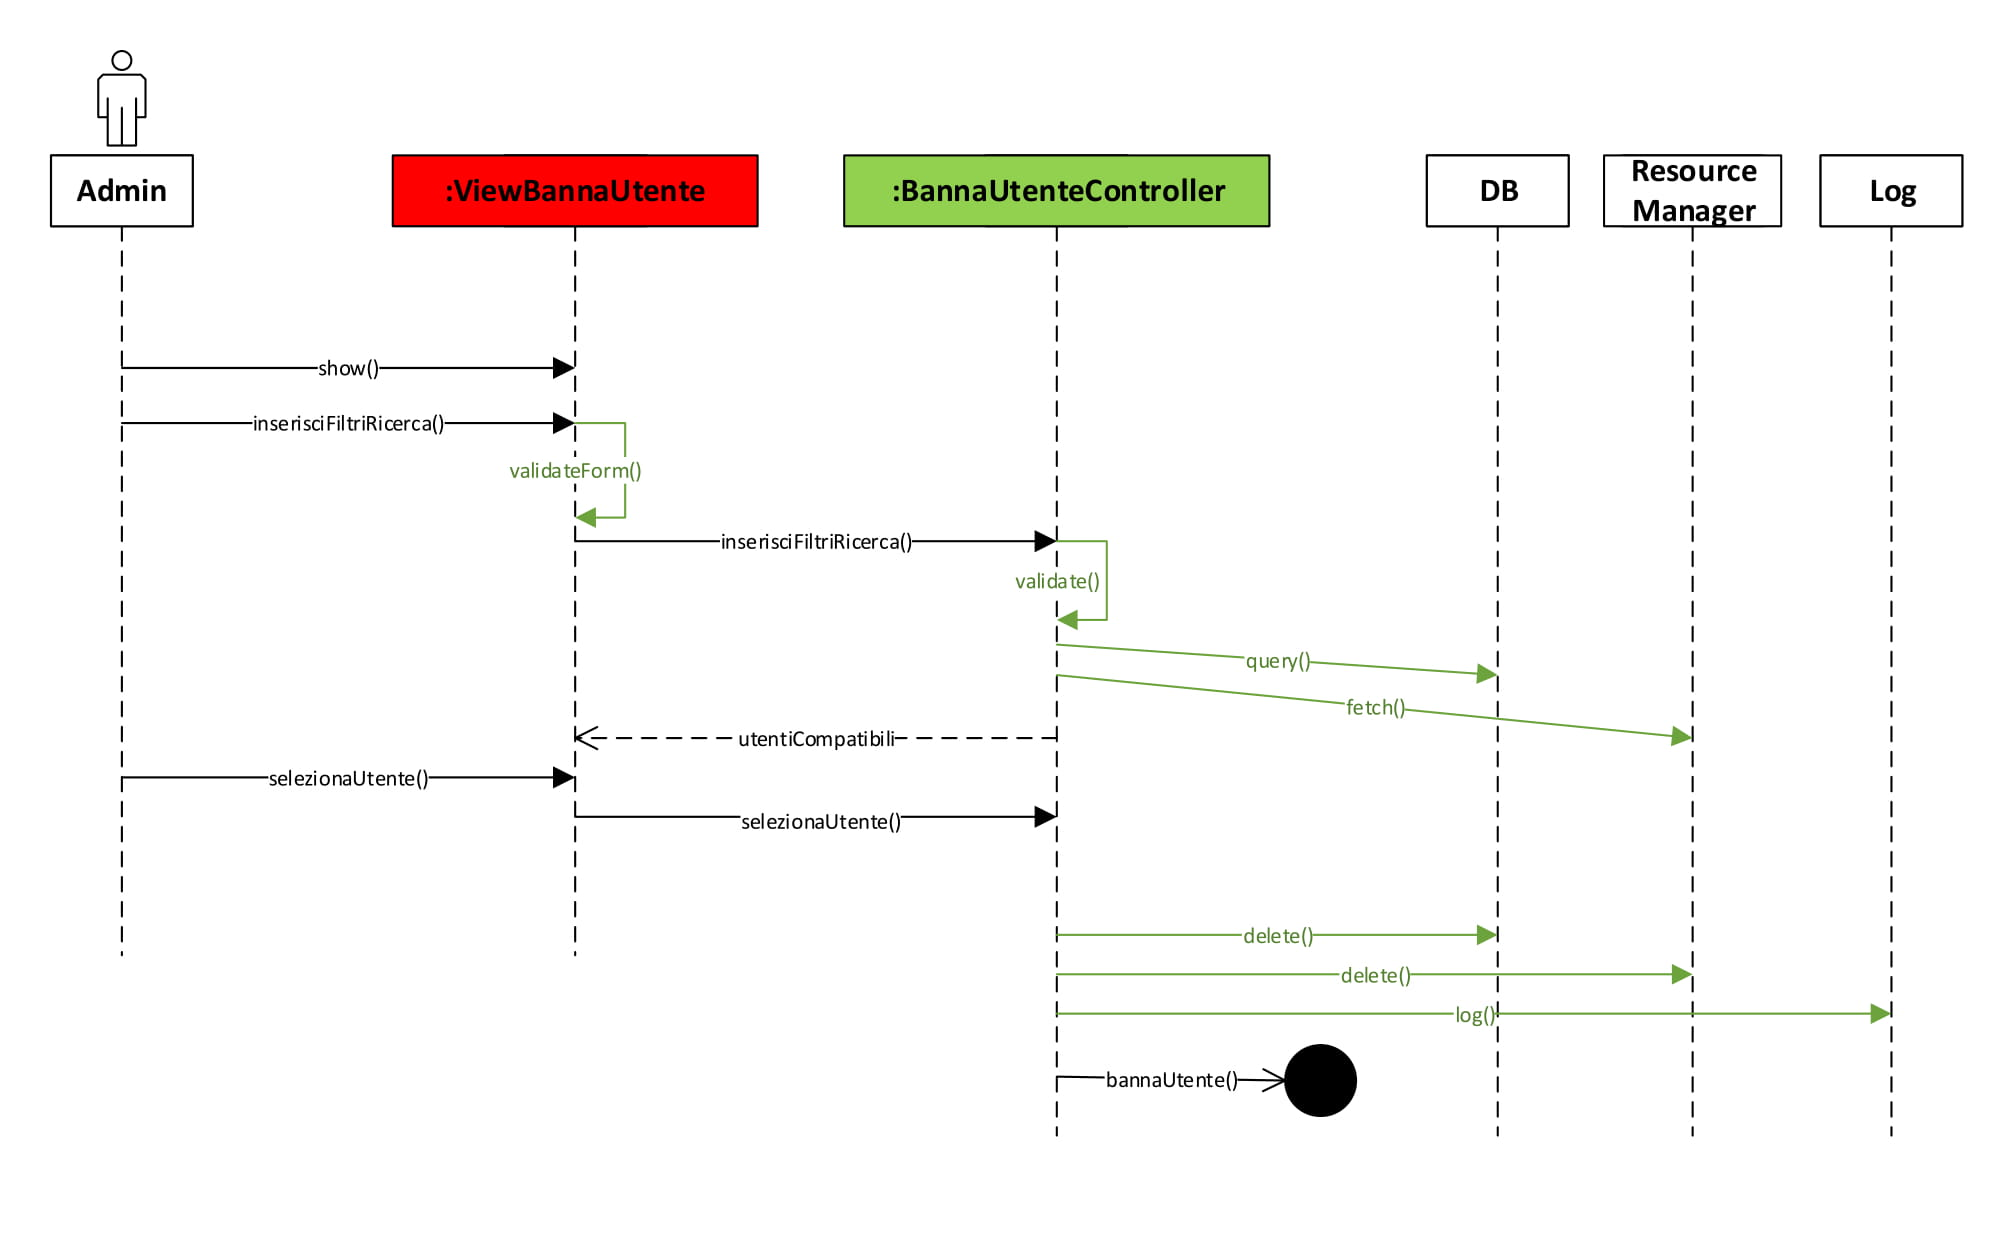 Admin
:ViewBannaUtente
:BannaUtenteController
DB
Resource
Manager
Log
show()
inserisciFiltriRicerca()
validateForm()
inserisciFiltriRicerca()
validate()
query()
fetch()
utentiCompatibili
selezionaUtente()
selezionaUtente()
delete()
delete()
log()
bannaUtente()